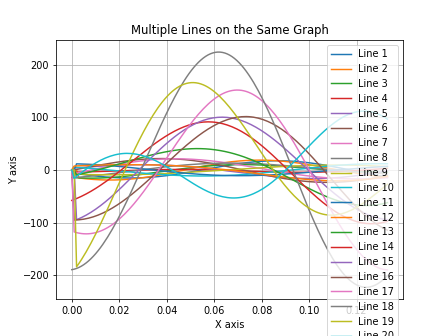 Multiple Lines on the Same Graph
Y axis
200
100
0
−100
−200
0.00
0.02
0.04
0.06
0.08
0.10
X axis
Line 1
Line 2
Line 3
Line 4
Line 5
Line 6
Line 7
Line 8
Line 9
Line 10
Line 11
Line 12
Line 13
Line 14
Line 15
Line 16
Line 17
Line 18
Line 19
Line 20